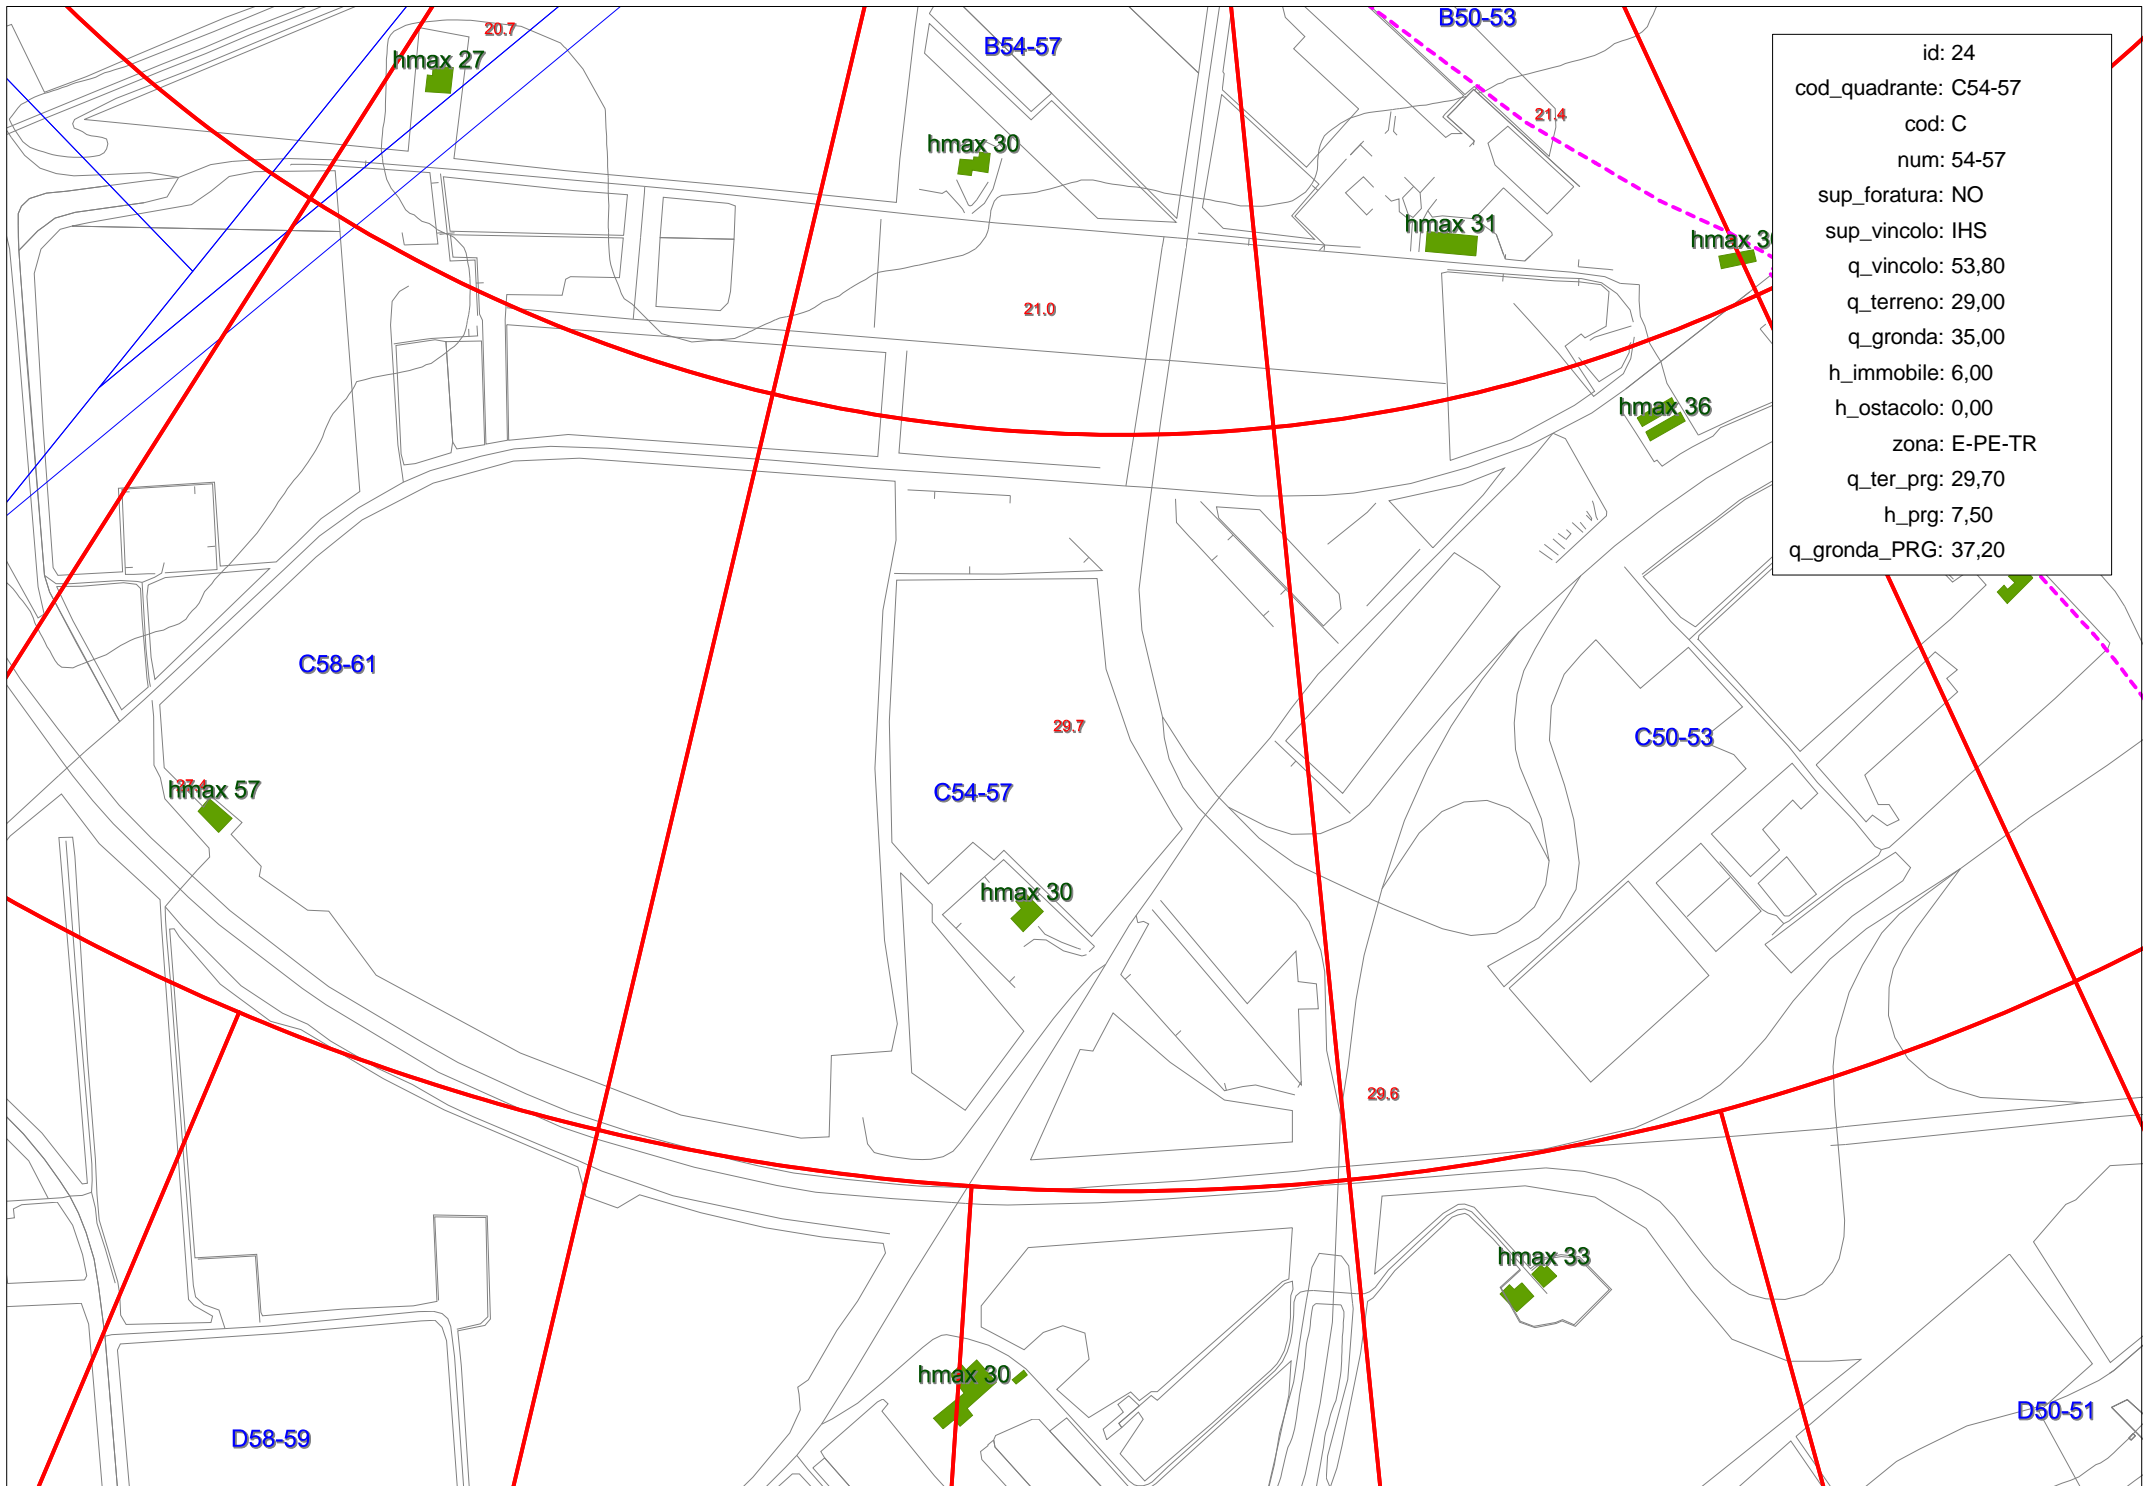 B50-53
20.7
B54-57
hmax 27
id: 24
cod_quadrante: C54-57
cod: C
num: 54-57
sup_foratura: NO
sup_vincolo: IHS
q_vincolo: 53,80
q_terreno: 29,00
q_gronda: 35,00
h_immobile: 6,00
h_ostacolo: 0,00
zona: E-PE-TR
q_ter_prg: 29,70
h_prg: 7,50
q_gronda_PRG: 37,20
21.4
hmax 30
hmax 31
hmax
21.0
hmax 36
C58-61
29.7
C50-53
hmax 57
C54-57
hmax 30
29.6
hmax 33
hmax 30
D58-59
D50-51